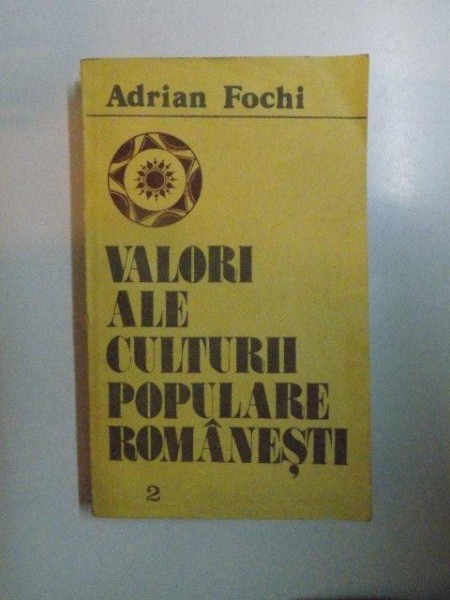 Adrian Fochi
VALORI
ALE
CULTURII
POPULARE
ROMÂNEȘTI
2